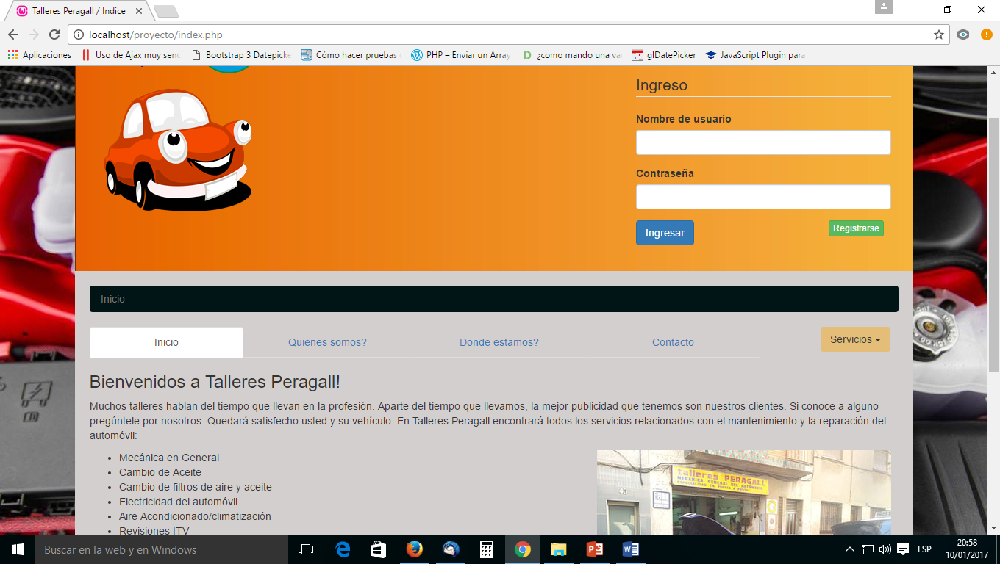 Talleres Peragall / Indice
localhost/proyecto/index.php
Aplicaciones
Uso de Ajax muy senc
Bootstrap 3 Datepicke
Cómo hacer pruebas
PHP – Enviar un Array
¿como mando una va
glDatePicker
JavaScript Plugin para
Ingreso
Nombre de usuario
Contraseña
Ingresar
Registrarse
Inicio
Inicio
Quienes somos?
Donde estamos?
Contacto
Servicios
Bienvenidos a Talleres Peragall!
Muchos talleres hablan del tiempo que llevan en la profesión. Aparte del tiempo que llevamos, la mejor publicidad que tenemos son nuestros clientes. Si conoce a alguno
pregúntele por nosotros. Quedará satisfecho usted y su vehículo. En Talleres Peragall encontrará todos los servicios relacionados con el mantenimiento y la reparación del
automóvil:
Mecánica en General
Cambio de Aceite
Cambio de filtros de aire y aceite
Electricidad del automóvil
Aire Acondicionado/climatización
Revisiones ITV
talleres PERAGALL
MECANICA GENERAL DEL AUTOMOVIL
43
Buscar en la web y en Windows
ESP
20:58
10/01/2017